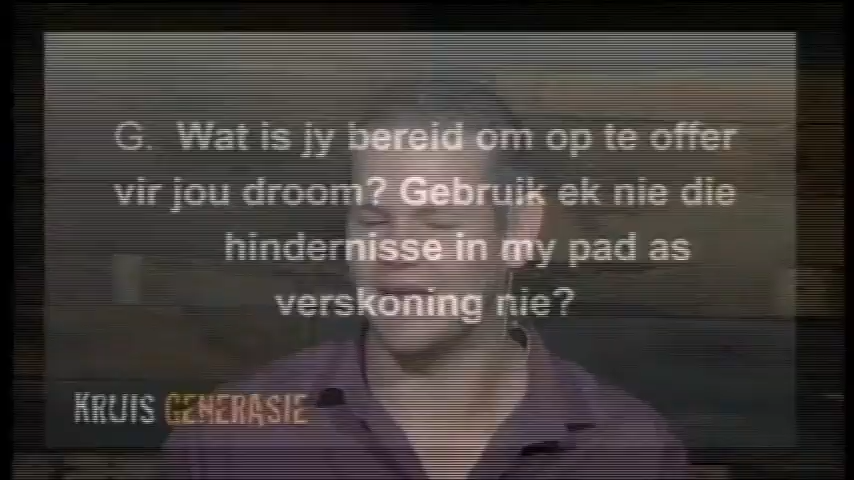 G. Wat is jy bereid om op te offer
vir jou droom? Gebruik ek nie die
hindernisse in my pad as
verskoning nie?
KRUIS GENERASIE